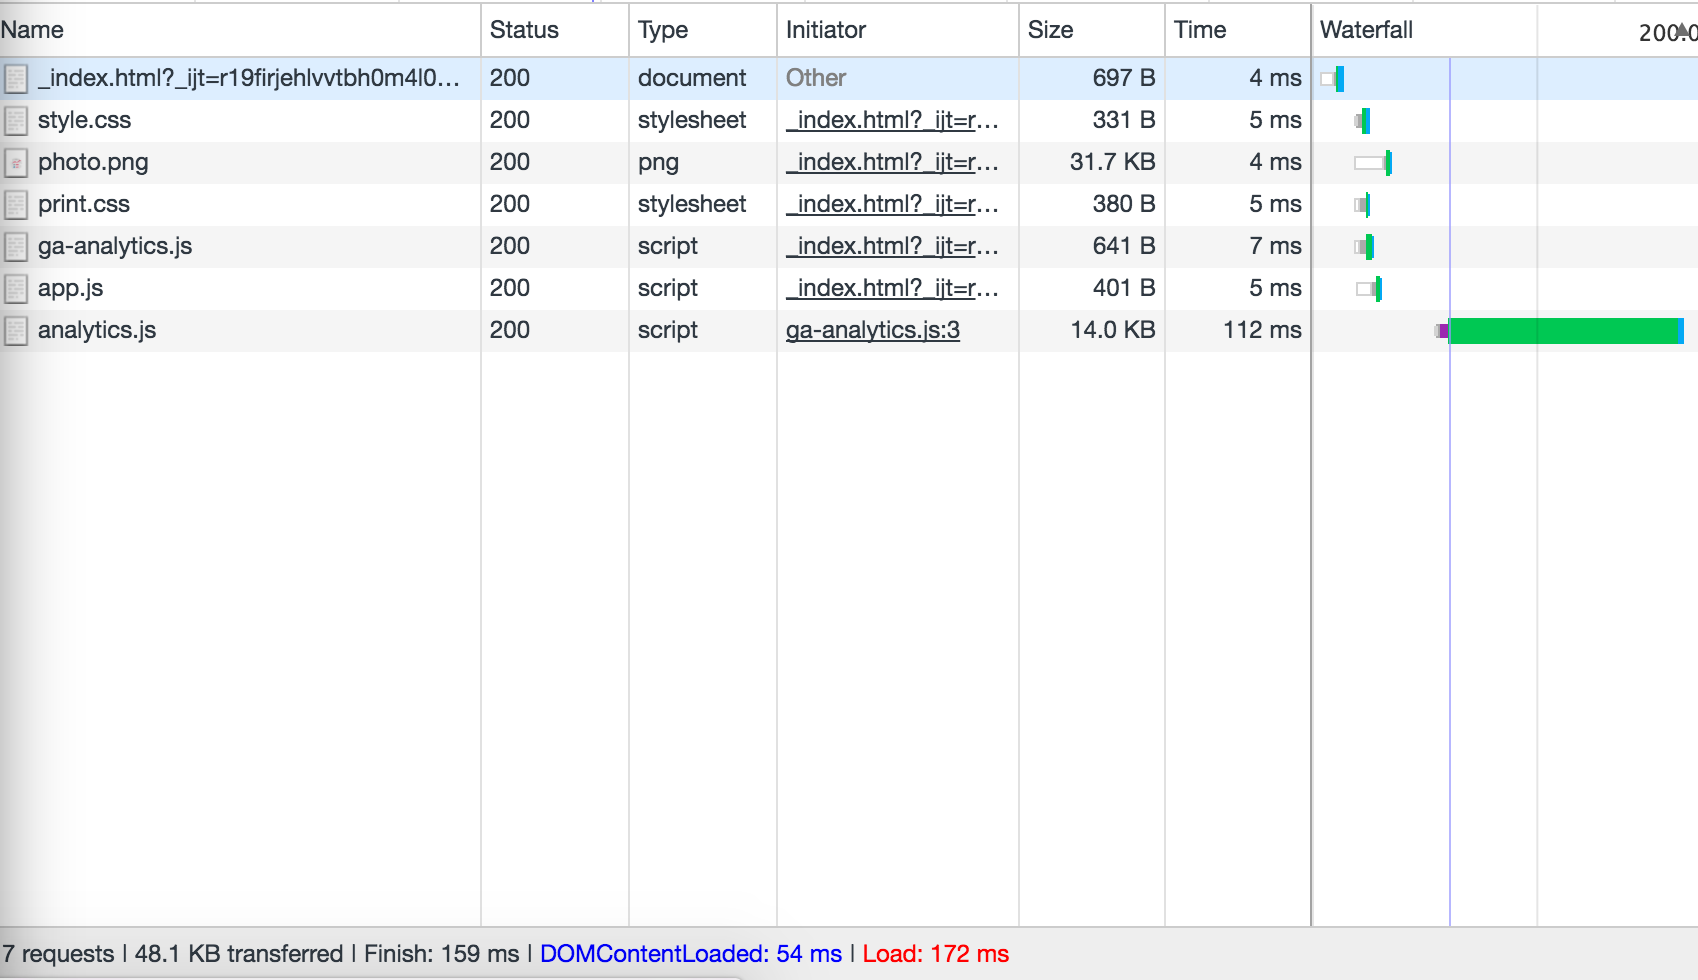 Name Status Type Initiator Size Time Waterfall 200.0
_index.html?_ijt=r19firjehlvvtbh0m4l0... 200 document Other 697 B 4 ms
style.css 200 stylesheet _index.html?_ijt=r... 331 B 5 ms
photo.png 200 png _index.html?_ijt=r... 31.7 KB 4 ms
print.css 200 stylesheet _index.html?_ijt=r... 380 B 5 ms
ga-analytics.js 200 script _index.html?_ijt=r... 641 B 7 ms
app.js 200 script _index.html?_ijt=r... 401 B 5 ms
analytics.js 200 script ga-analytics.js:3 14.0 KB 112 ms
7 requests | 48.1 KB transferred | Finish: 159 ms | DOMContentLoaded: 54 ms | Load: 172 ms